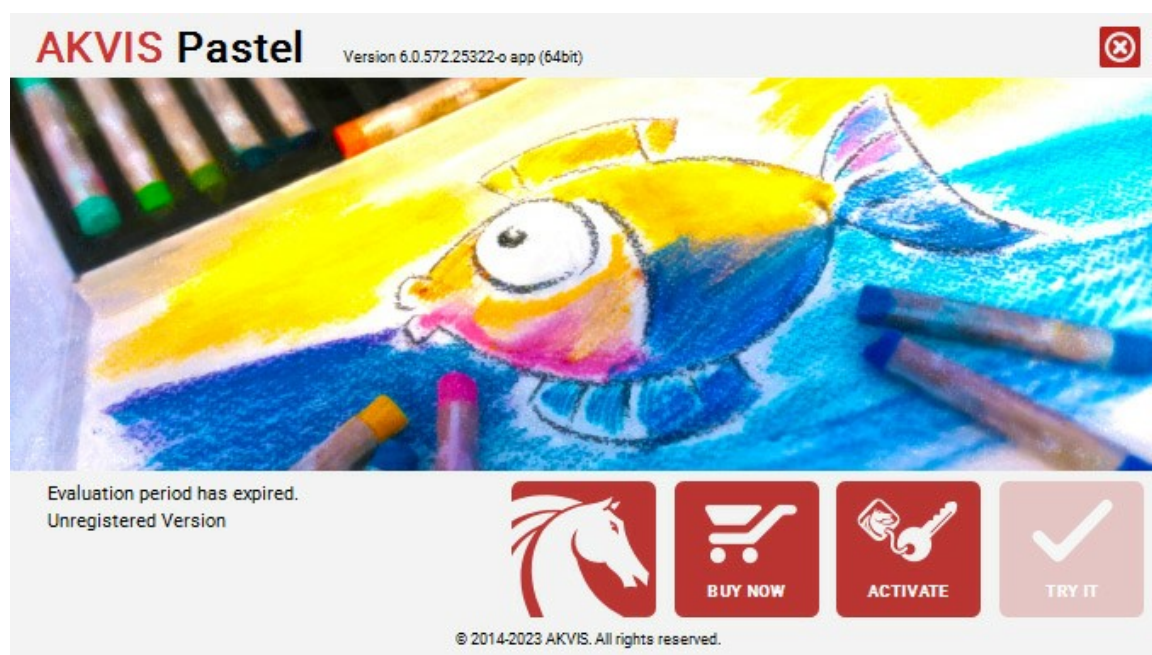 AKVIS Pastel Version 6.0.572.25322-o app (64bit)
Evaluation period has expired.
Unregistered Version
BUY NOW ACTIVATE TRY IT
© 2014-2023 AKVIS. All rights reserved.